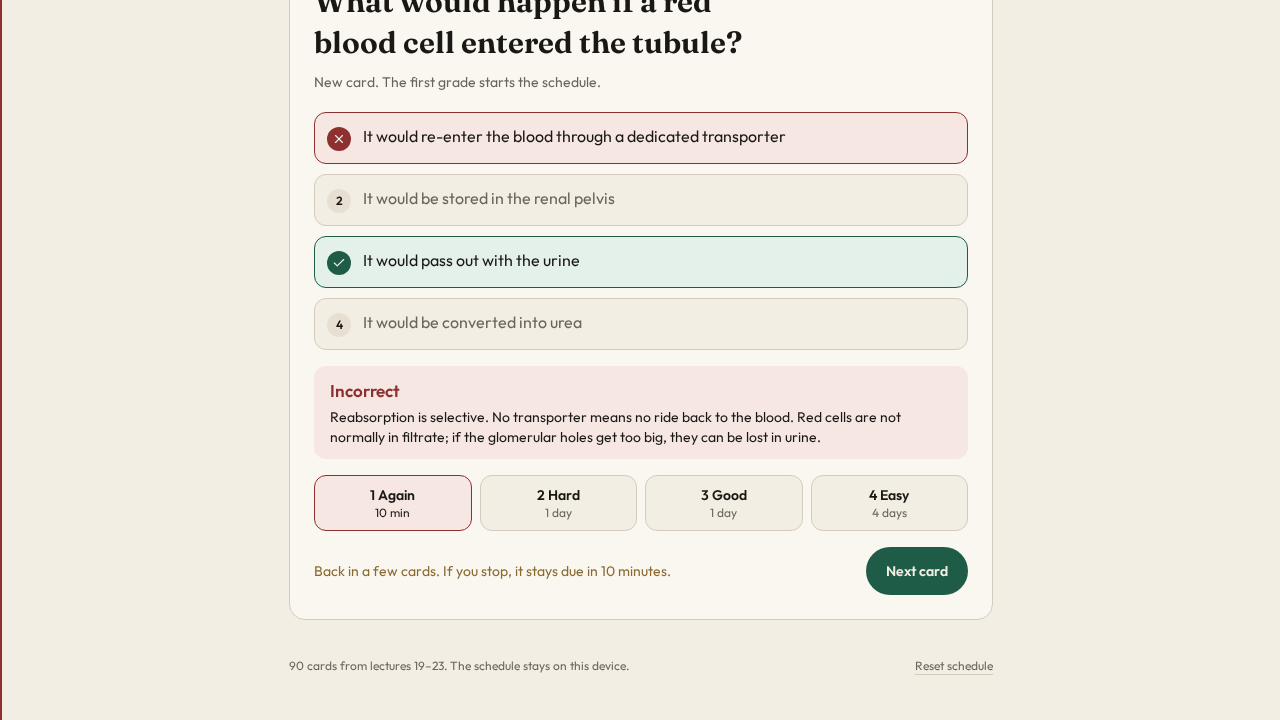 What would happen if a red
blood cell entered the tubule?
New card. The first grade starts the schedule.
It would re-enter the blood through a dedicated transporter
2 It would be stored in the renal pelvis
It would pass out with the urine
4 It would be converted into urea
Incorrect
Reabsorption is selective. No transporter means no ride back to the blood. Red cells are not
normally in filtrate; if the glomerular holes get too big, they can be lost in urine.
1 Again
10 min
2 Hard
1 day
3 Good
1 day
4 Easy
4 days
Back in a few cards. If you stop, it stays due in 10 minutes.
Next card
90 cards from lectures 19–23. The schedule stays on this device.
Reset schedule